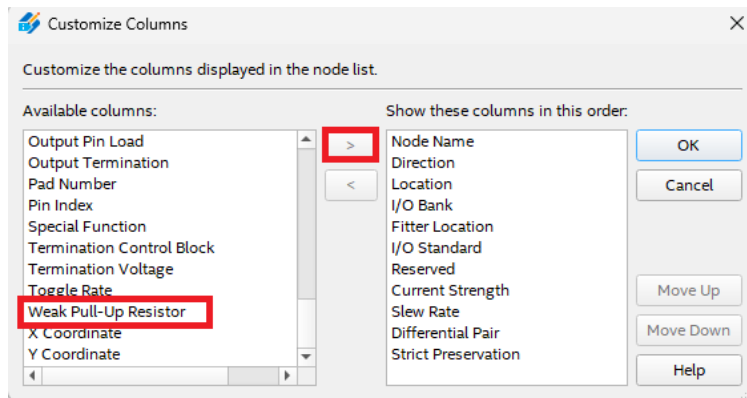 Customize Columns
Customize the columns displayed in the node list.
Available columns:
Output Pin Load
Output Termination
Pad Number
Pin Index
Special Function
Termination Control Block
Termination Voltage
Toggle Rate
Weak Pull-Up Resistor
X Coordinate
Y Coordinate
>
<
Show these columns in this order:
Node Name
Direction
Location
I/O Bank
Fitter Location
I/O Standard
Reserved
Current Strength
Slew Rate
Differential Pair
Strict Preservation
OK
Cancel
Move Up
Move Down
Help